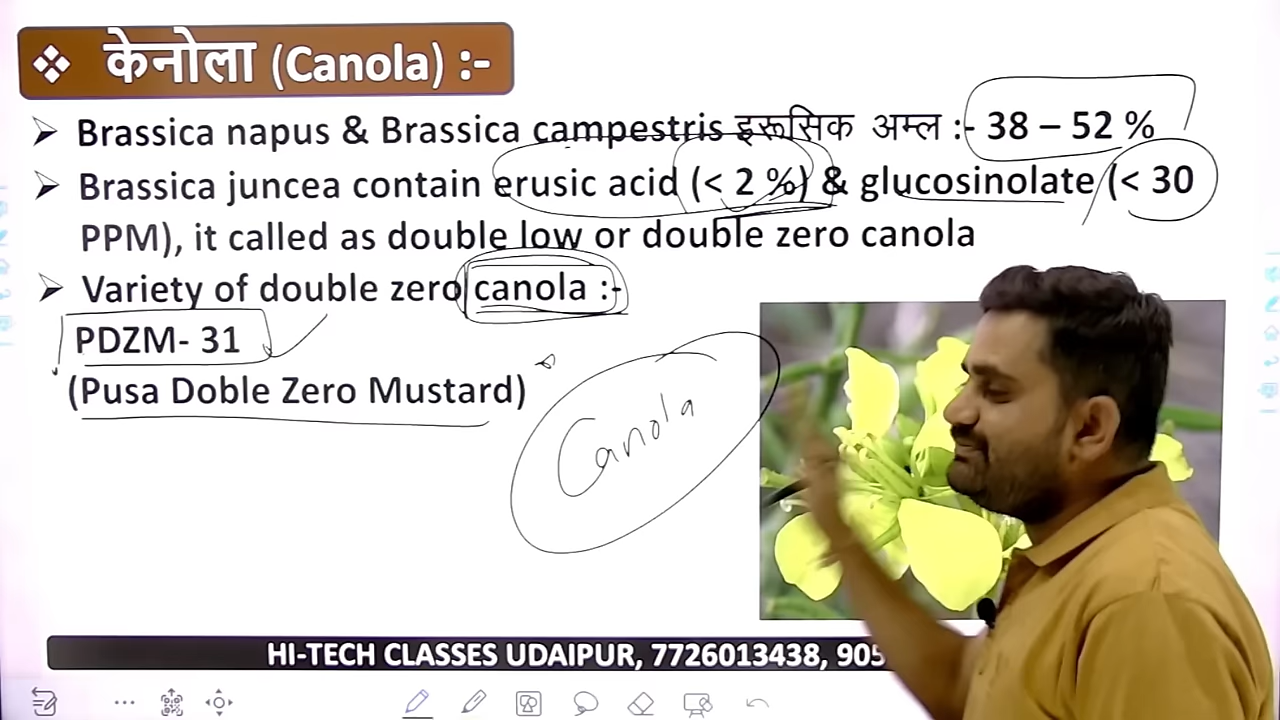 केनोला (Canola) :-
Brassica napus & Brassica campestris इरूसिक अम्ल :- 38 – 52 %
Brassica juncea contain erusic acid (< 2 %) & glucosinolate (< 30
PPM), it called as double low or double zero canola
Variety of double zero canola :-
PDZM- 31
(Pusa Doble Zero Mustard)
Canola
HI-TECH CLASSES UDAIPUR, 7726013438, 905